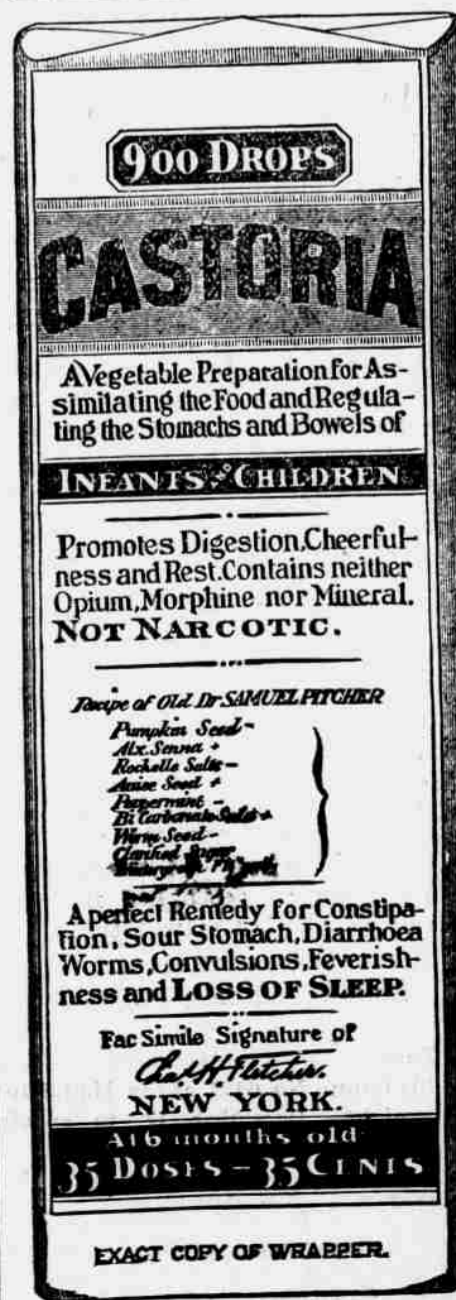 900 DROPS
CASTORIA
A Vegetable Preparation for As-
similating the Food and Regula-
ting the Stomachs and Bowels of
INFANTS AND CHILDREN
Promotes Digestion, Cheerful-
ness and Rest. Contains neither
Opium, Morphine nor Mineral.
NOT NARCOTIC.
Recipe of Old Dr SAMUEL PITCHER
Pumpkin Seed -
Alx. Senna +
Rochelle Salts -
Anise Seed +
Peppermint -
Bi Carbonate Soda +
Worm Seed -
Clarified Sugar
A perfect Remedy for Constipa-
tion, Sour Stomach, Diarrhoea
Worms, Convulsions, Feverish-
ness and LOSS OF SLEEP.
Fac Simile Signature of
Chas. H. Fletcher.
NEW YORK.
At 6 months old
35 DOSES - 35 CENTS
EXACT COPY OF WRAPPER.